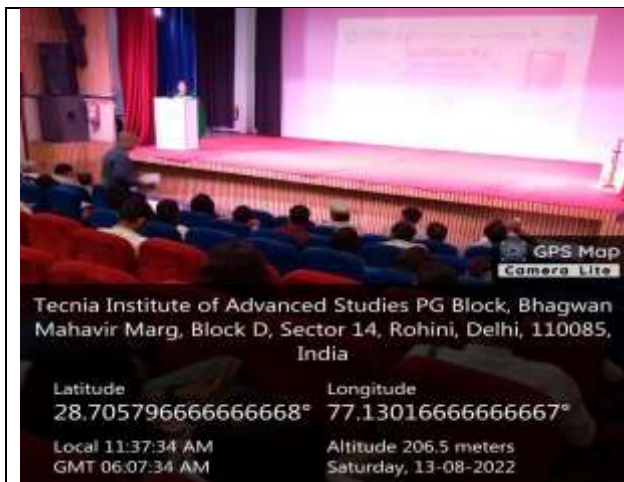 GPS Map
Camera Lite
Tecnia Institute of Advanced Studies PG Block, Bhagwan
Mahavir Marg, Block D, Sector 14, Rohini, Delhi, 110085,
India
Latitude
28.705796666666668°
Longitude
77.13016666666667°
Local 11:37:34 AM
GMT 06:07:34 AM
Altitude 206.5 meters
Saturday, 13-08-2022